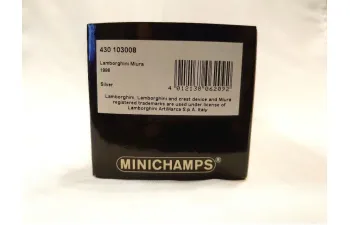 430 103008
Lamborghini Miura
1966
Silver
4 012138 062092
Lamborghini, Lamborghini and crest device and Miura
registered trademarks are used under license of
Lamborghini ArtiMarca S.p.A. Italy
MINICHAMPS®